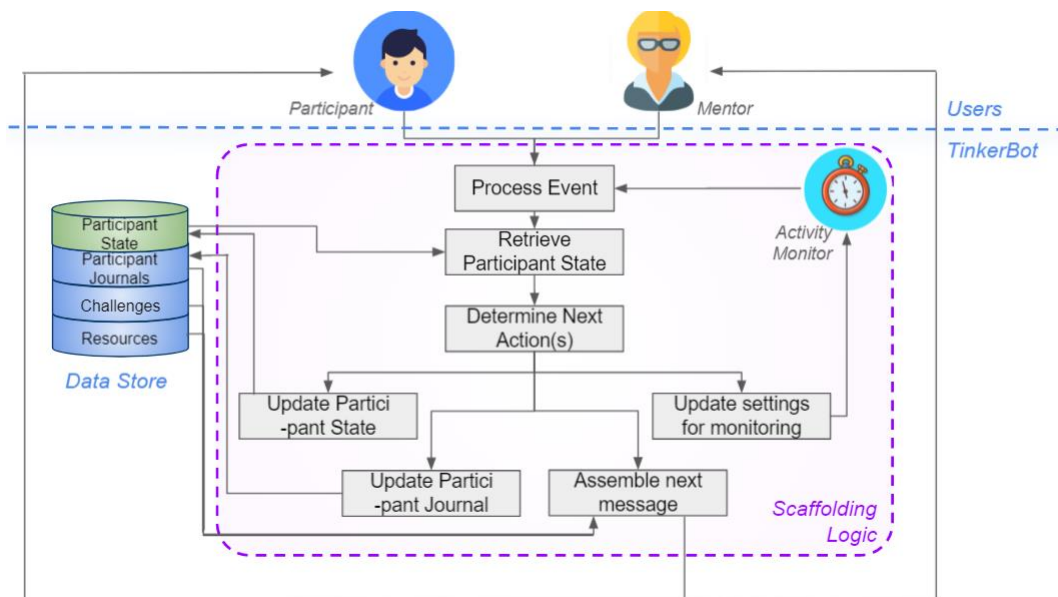 Participant
Mentor
Users
TinkerBot
Process Event
Participant
State
Retrieve
Participant State
Activity
Monitor
Participant
Journals
Challenges
Determine Next
Action(s)
Resources
Data Store
Update Partici
-pant State
Update settings
for monitoring
Update Partici
-pant Journal
Assemble next
message
Scaffolding
Logic